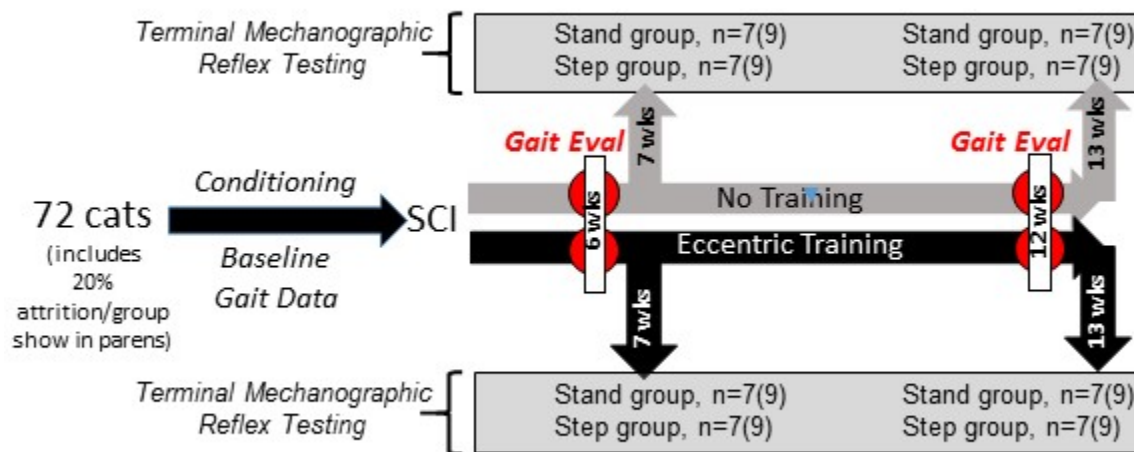 Terminal Mechanographic
Reflex Testing
Stand group, n=7(9)
Step group, n=7(9)
Stand group, n=7(9)
Step group, n=7(9)
Gait Eval
7 wks
Gait Eval
13 wks
72 cats
(includes
20%
attrition/group
show in parens)
Conditioning
Baseline
Gait Data
SCI
6 wks
No Training
Eccentric Training
12 wks
7 wks
13 wks
Terminal Mechanographic
Reflex Testing
Stand group, n=7(9)
Step group, n=7(9)
Stand group, n=7(9)
Step group, n=7(9)